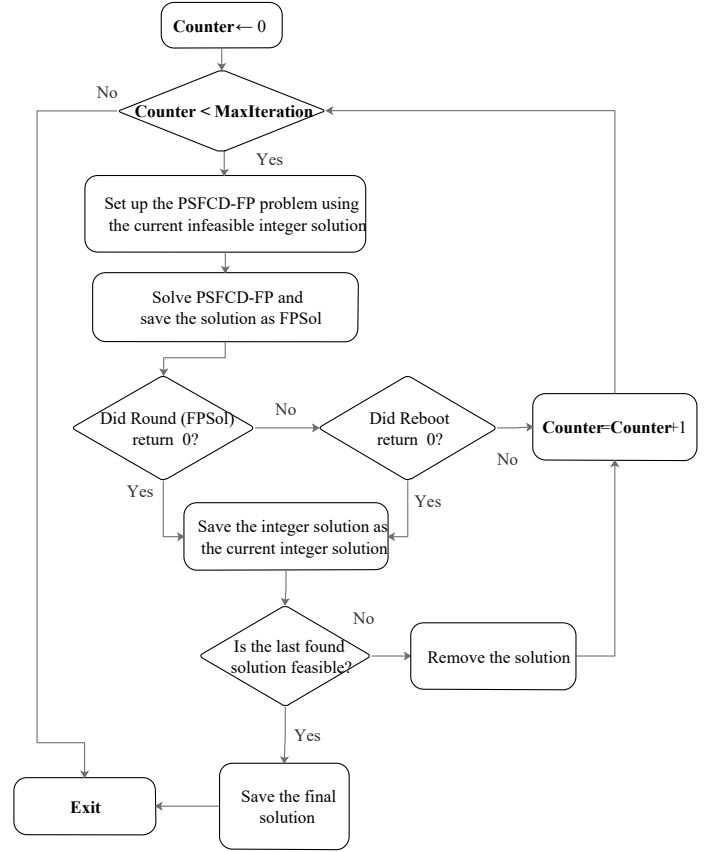 Counter ← 0
No
Counter < MaxIteration
Yes
Set up the PSFCD-FP problem using
the current infeasible integer solution
Solve PSFCD-FP and
save the solution as FPSol
Did Round (FPSol)
return 0?
No
Did Reboot
return 0?
No
Counter=Counter+1
Yes
Yes
Save the integer solution as
the current integer solution
No
Is the last found
solution feasible?
Remove the solution
Yes
Save the final
solution
Exit